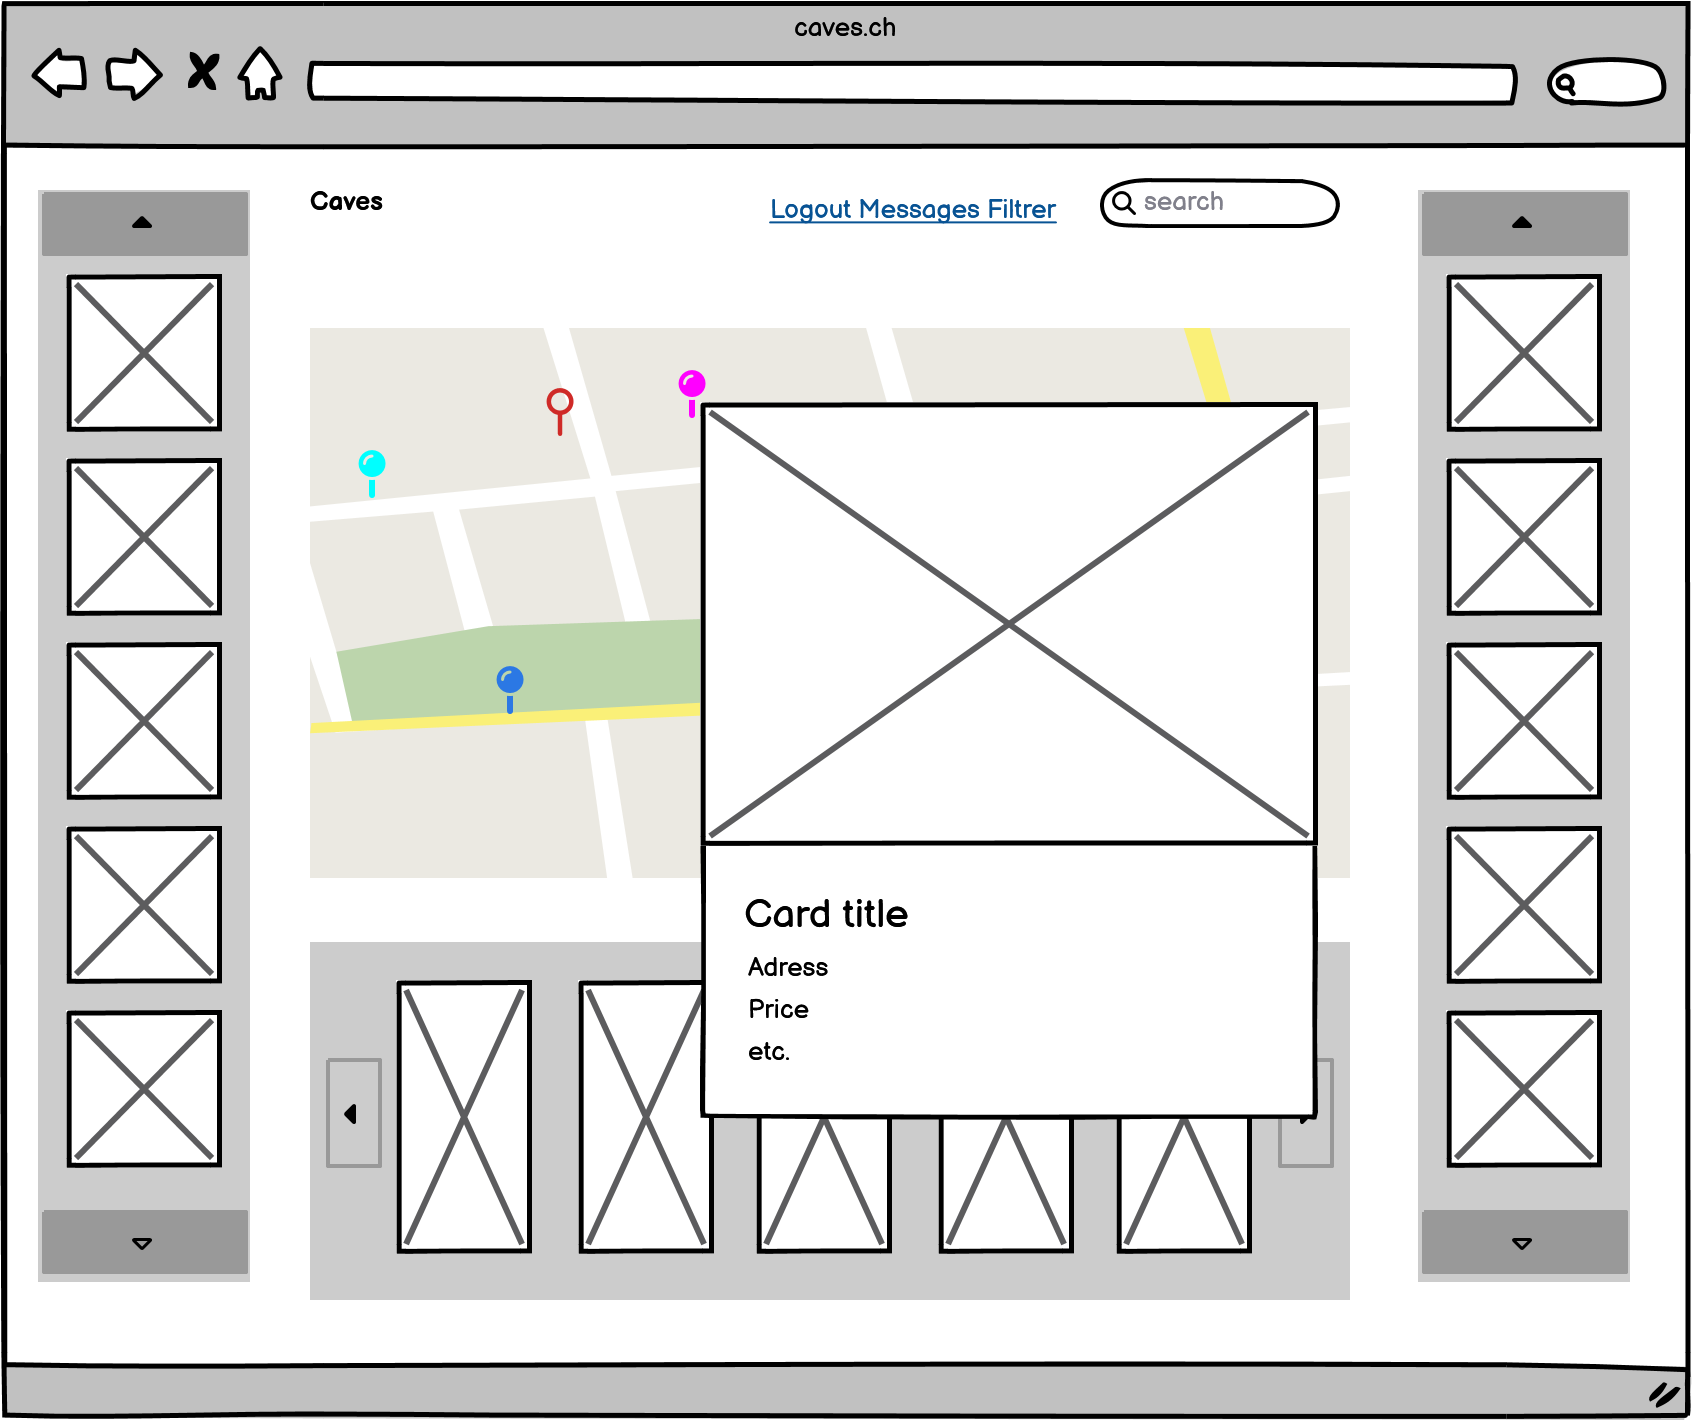 caves.ch
Caves
Logout Messages Filtrer
search
Card title
Adress
Price
etc.